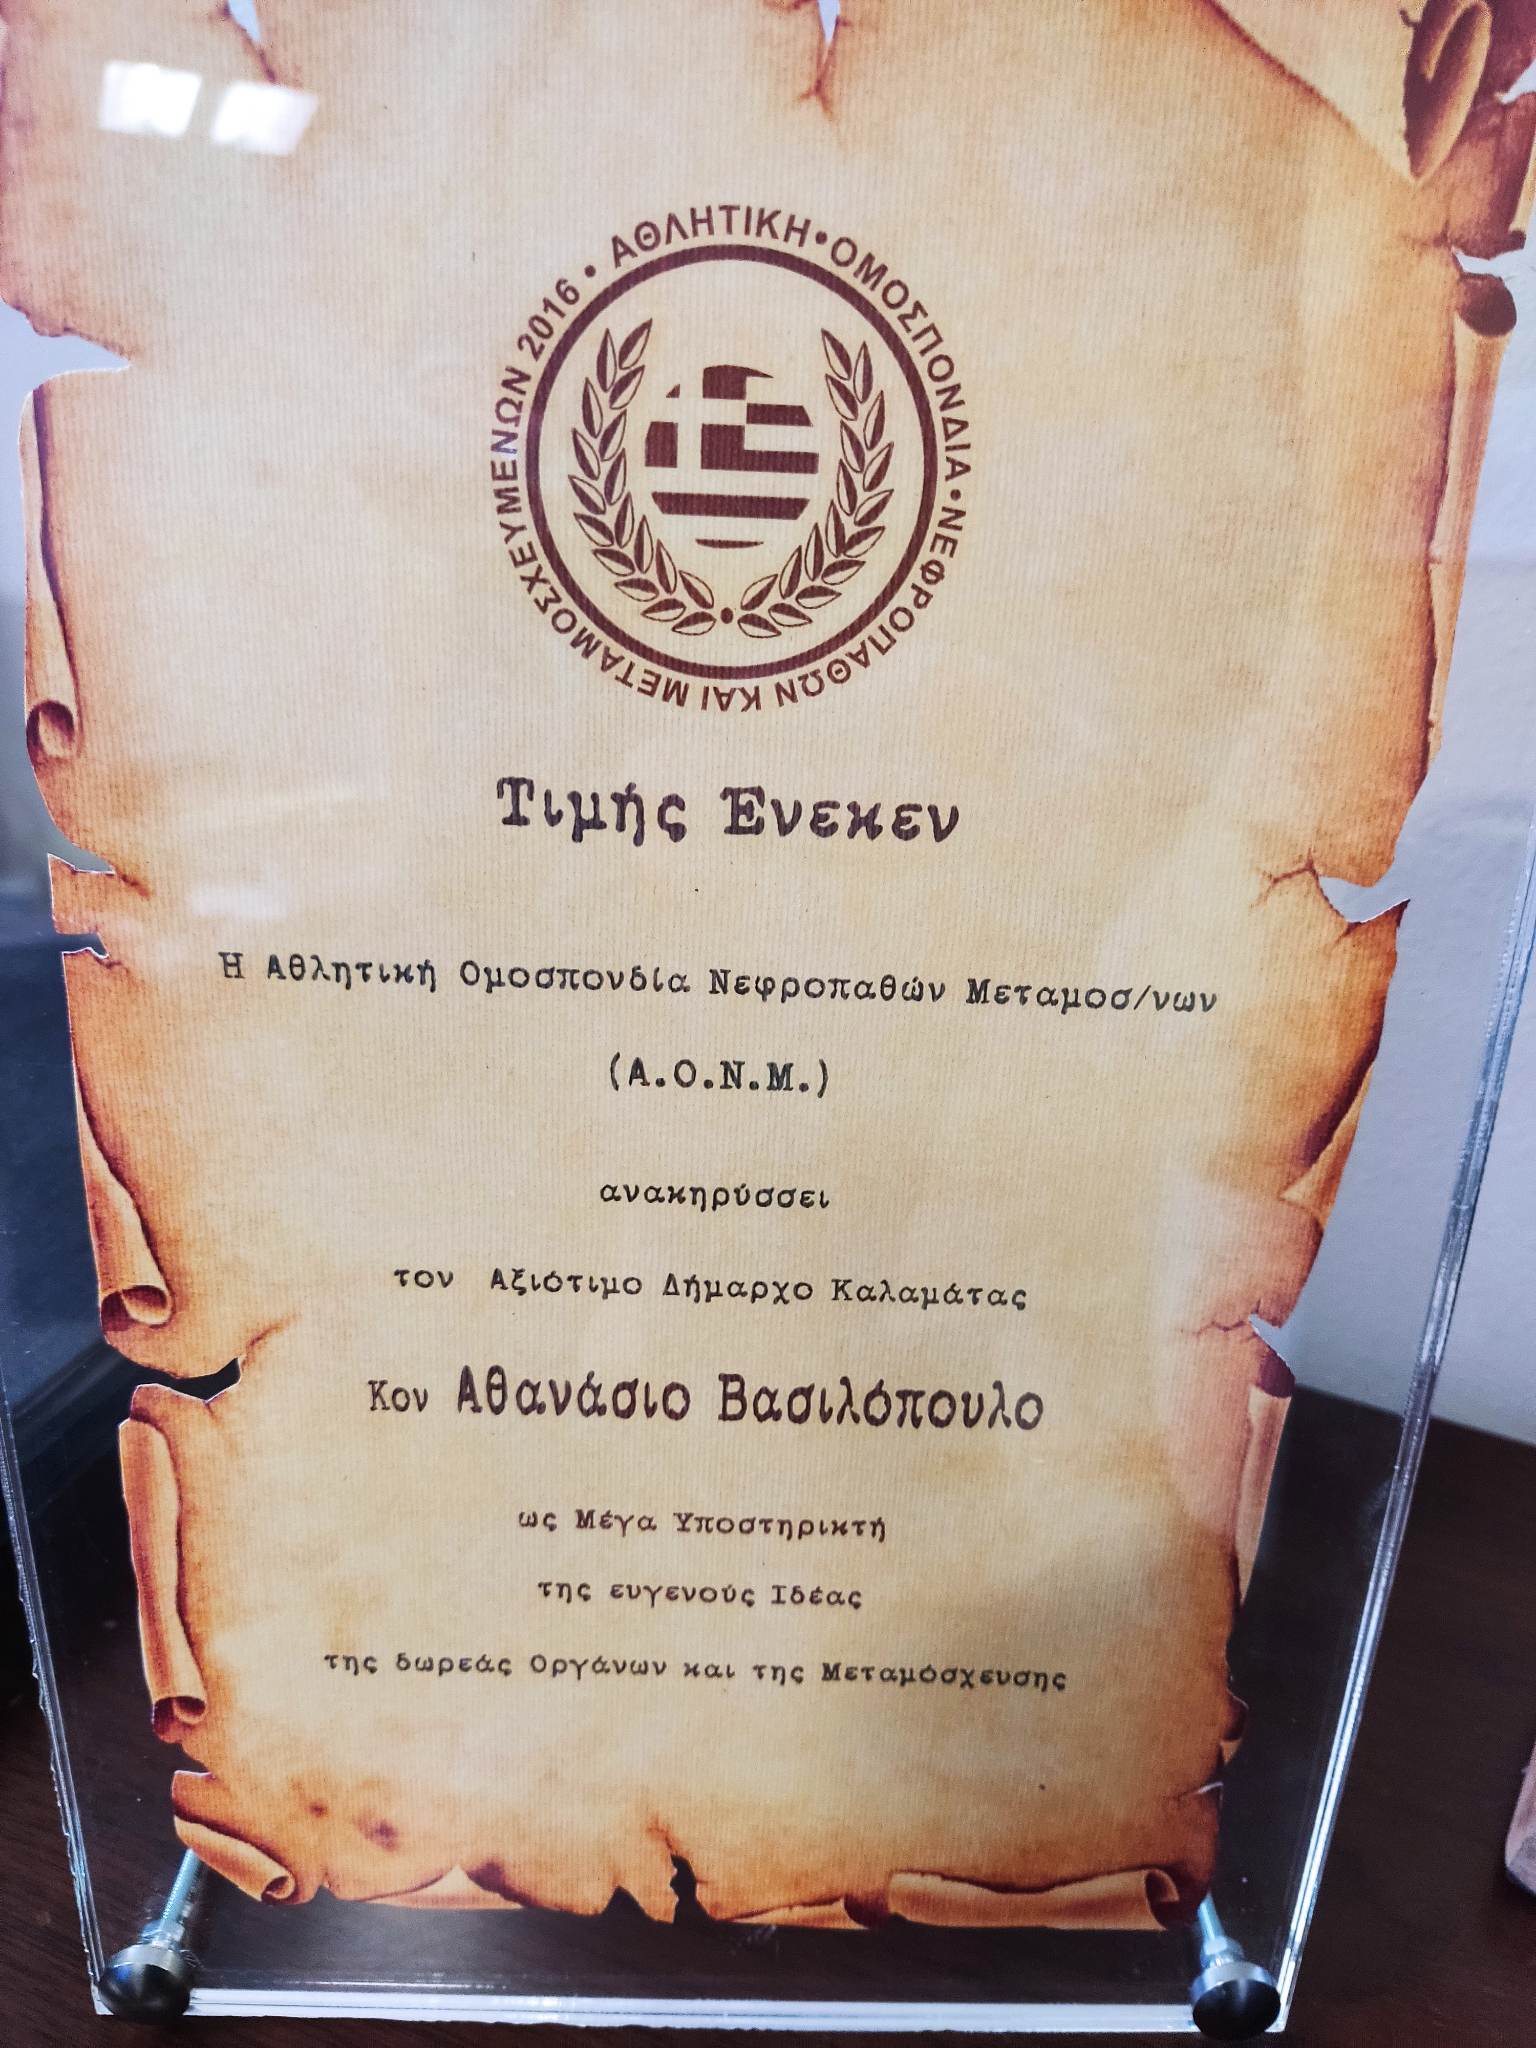 ΑΘΛΗΤΙΚΗ • ΟΜΟΣΠΟΝΔΙΑ • ΝΕΦΡΟΠΑΘΩΝ ΚΑΙ ΜΕΤΑΜΟΣΧΕΥΜΕΝΩΝ 2016 •
Τιμής Ένεκεν
Η Αθλητική Ομοσπονδία Νεφροπαθών Μεταμοσ/νων
(Α.Ο.Ν.Μ.)
ανακηρύσσει
τον Αξιότιμο Δήμαρχο Καλαμάτας
Κον Αθανάσιο Βασιλόπουλο
ως Μέγα Υποστηρικτή
της ευγενούς Ιδέας
της δωρεάς Οργάνων και της Μεταμόσχευσης